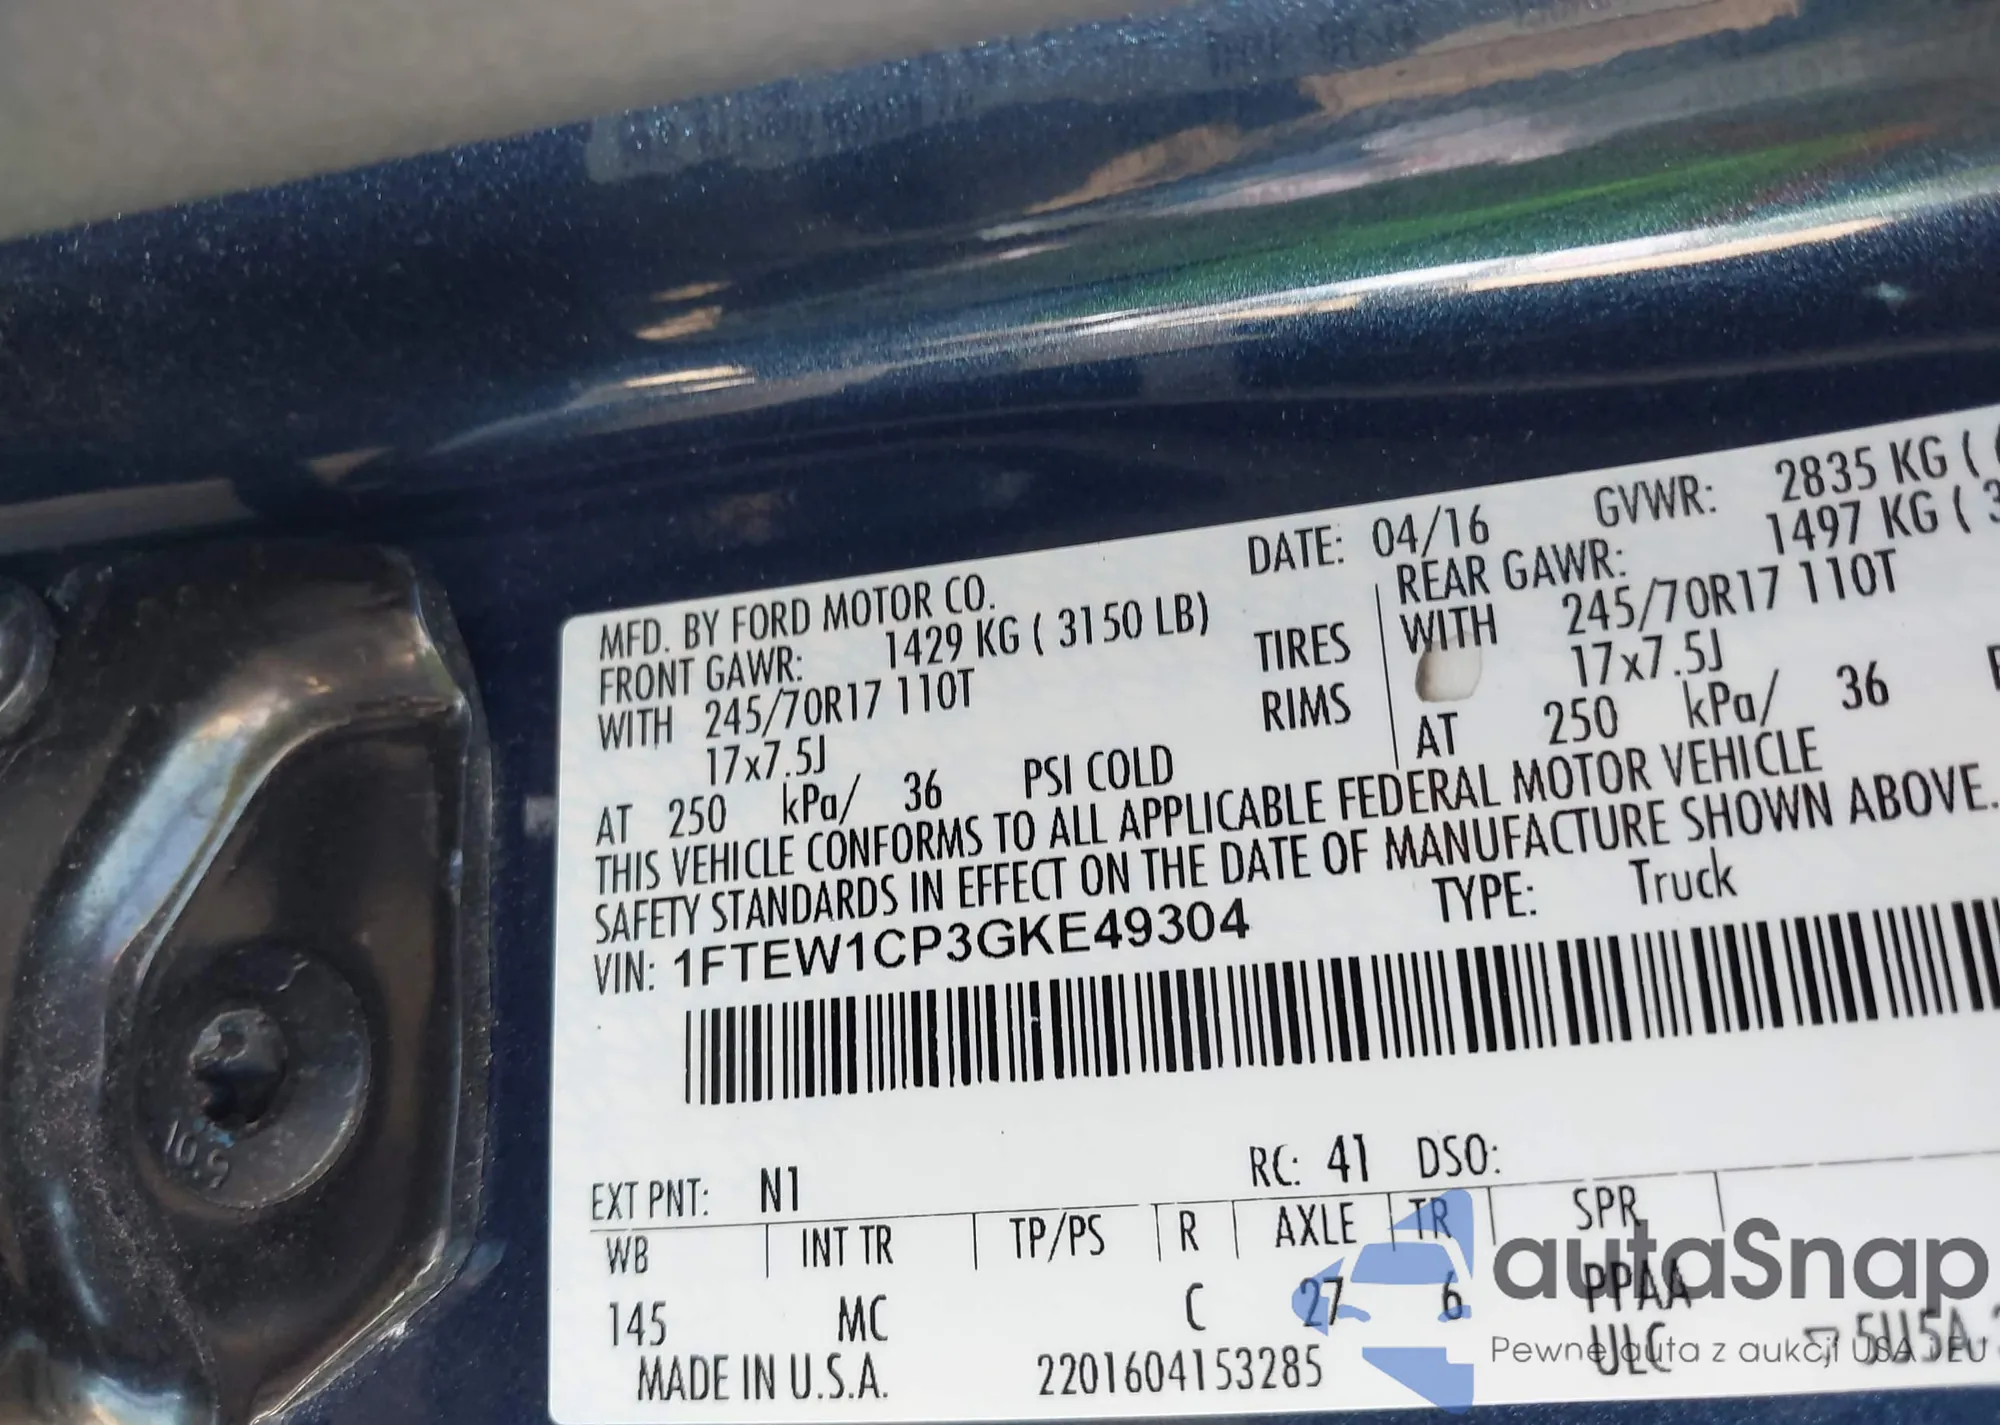 MFD. BY FORD MOTOR CO. DATE: 04/16 GVWR: 2835 KG (
FRONT GAWR: 1429 KG ( 3150 LB) REAR GAWR: 1497 KG ( 3
WITH 245/70R17 110T TIRES WITH 245/70R17 110T
17x7.5J RIMS 17x7.5J
AT 250 kPa/ 36 PSI COLD AT 250 kPa/ 36
THIS VEHICLE CONFORMS TO ALL APPLICABLE FEDERAL MOTOR VEHICLE
SAFETY STANDARDS IN EFFECT ON THE DATE OF MANUFACTURE SHOWN ABOVE.
VIN: 1FTEW1CP3GKE49304 TYPE: Truck
EXT PNT: N1 RC: 41 DSO:
WB INT TR TP/PS R AXLE TR SPR
145 MC C 27 6 PPAA
MADE IN U.S.A. 2201604153285 ULC
10.9
autaSnap
Pewne auta z aukcji USA i EU